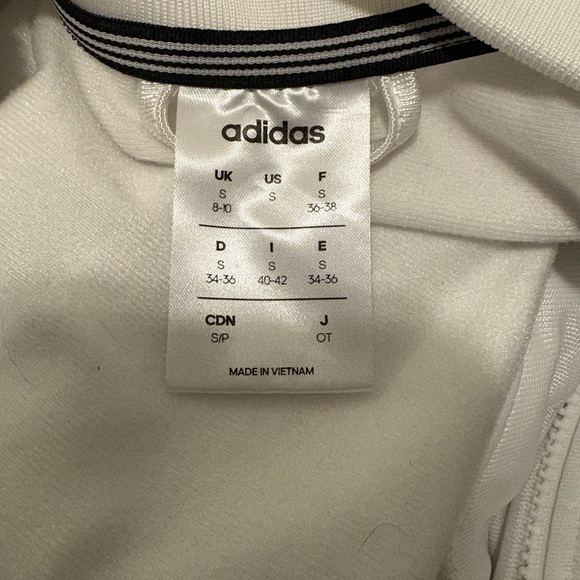 adidas
UK US F
S S S
8-10 36-38
D I E
S S S
34-36 40-42 34-36
CDN J
S/P OT
MADE IN VIETNAM